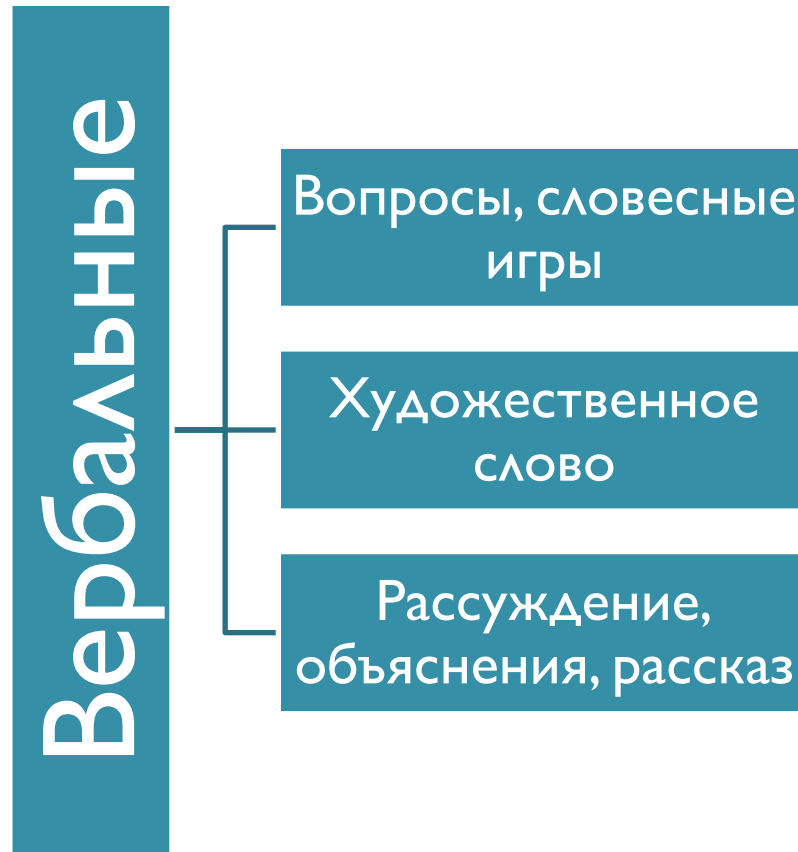 Вербальные
Вопросы, словесные
игры
Художественное
слово
Рассуждение,
объяснения, рассказ